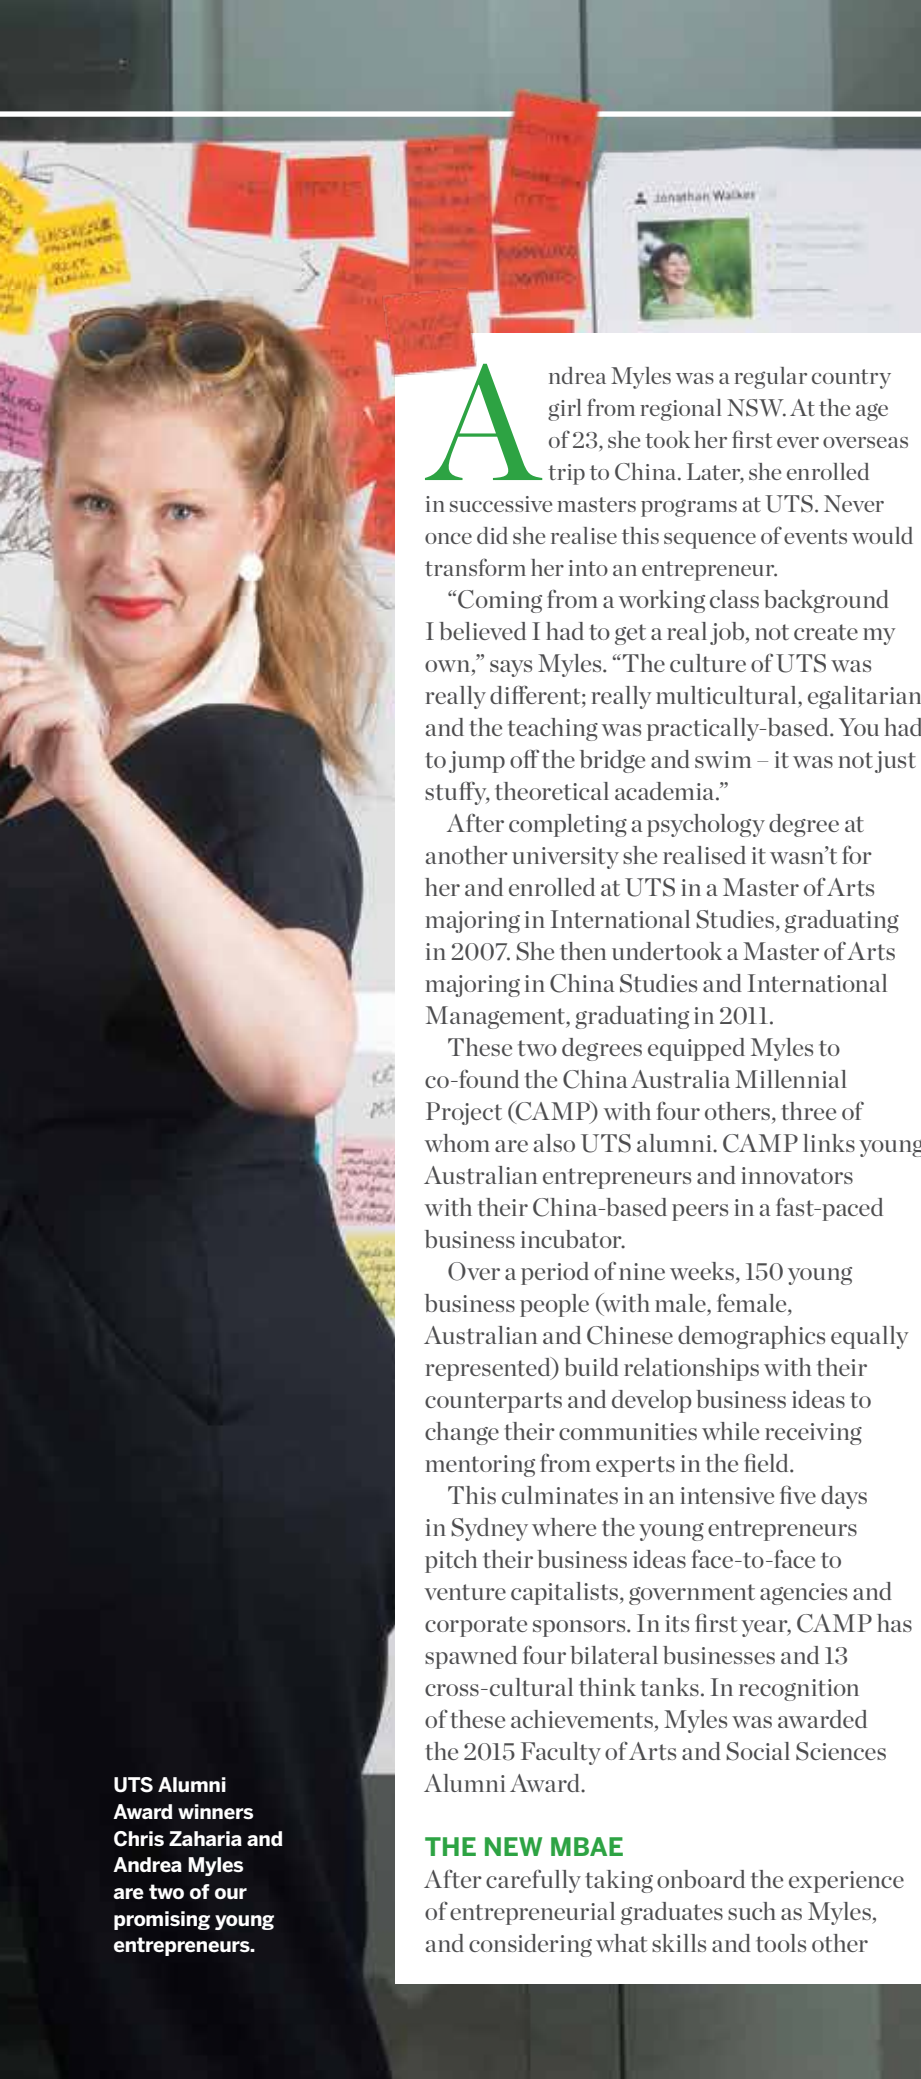 Jonathan Walker
Andrea Myles was a regular country
girl from regional NSW. At the age
of 23, she took her first ever overseas
trip to China. Later, she enrolled
in successive masters programs at UTS. Never
once did she realise this sequence of events would
transform her into an entrepreneur.
“Coming from a working class background
I believed I had to get a real job, not create my
own,” says Myles. “The culture of UTS was
really different; really multicultural, egalitarian
and the teaching was practically-based. You had
to jump off the bridge and swim – it was not just
stuffy, theoretical academia.”
After completing a psychology degree at
another university she realised it wasn’t for
her and enrolled at UTS in a Master of Arts
majoring in International Studies, graduating
in 2007. She then undertook a Master of Arts
majoring in China Studies and International
Management, graduating in 2011.
These two degrees equipped Myles to
co-found the China Australia Millennial
Project (CAMP) with four others, three of
whom are also UTS alumni. CAMP links young
Australian entrepreneurs and innovators
with their China-based peers in a fast-paced
business incubator.
Over a period of nine weeks, 150 young
business people (with male, female,
Australian and Chinese demographics equally
represented) build relationships with their
counterparts and develop business ideas to
change their communities while receiving
mentoring from experts in the field.
This culminates in an intensive five days
in Sydney where the young entrepreneurs
pitch their business ideas face-to-face to
venture capitalists, government agencies and
corporate sponsors. In its first year, CAMP has
spawned four bilateral businesses and 13
cross-cultural think tanks. In recognition
of these achievements, Myles was awarded
the 2015 Faculty of Arts and Social Sciences
Alumni Award.
THE NEW MBAE
After carefully taking onboard the experience
of entrepreneurial graduates such as Myles,
and considering what skills and tools other
UTS Alumni
Award winners
Chris Zaharia and
Andrea Myles
are two of our
promising young
entrepreneurs.